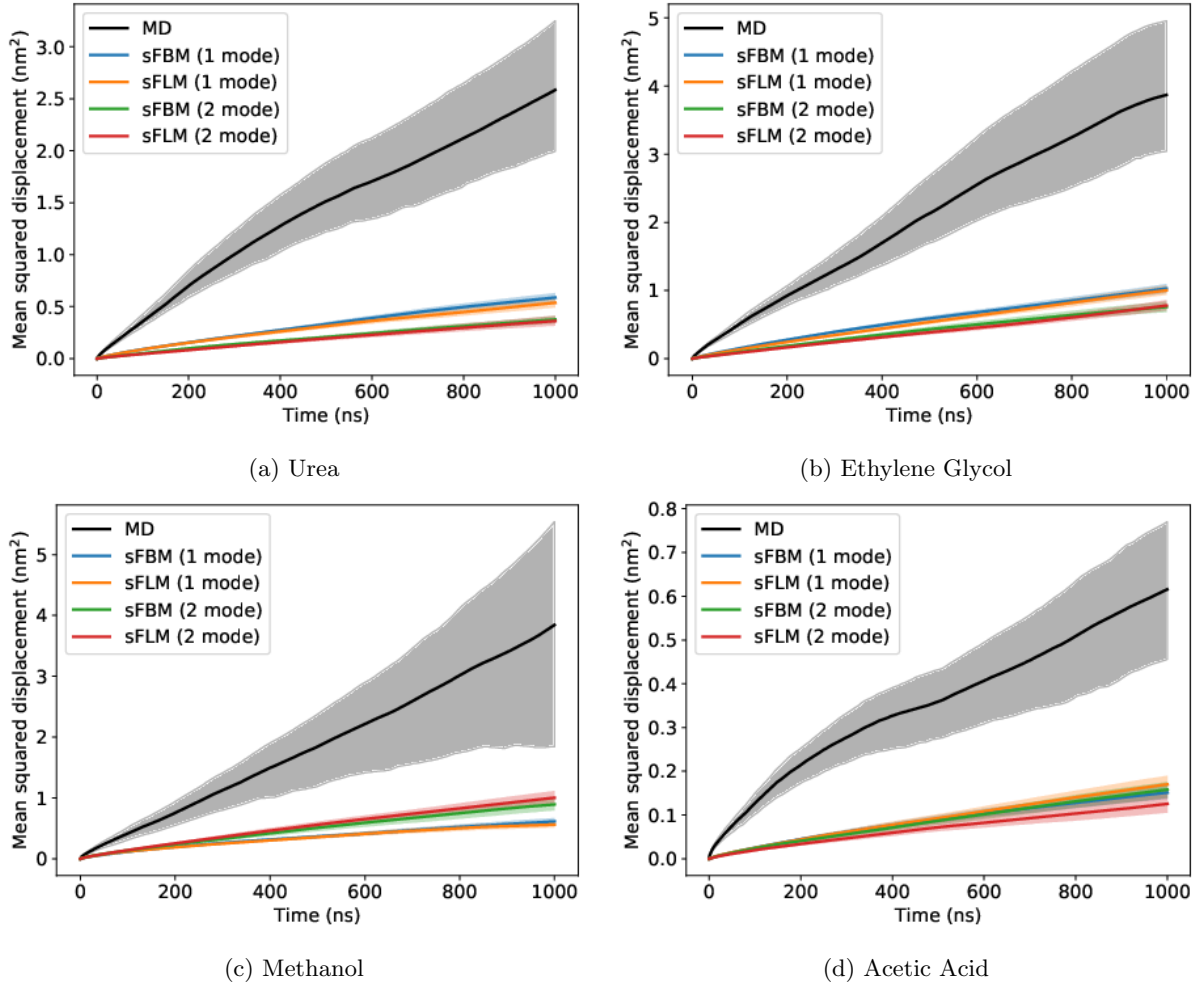 MD
sFBM (1 mode)
sFLM (1 mode)
sFBM (2 mode)
sFLM (2 mode)
Mean squared displacement (nm²)
3.0
2.5
2.0
1.5
1.0
0.5
0.0
0 200 400 600 800 1000
Time (ns)
(a) Urea
MD
sFBM (1 mode)
sFLM (1 mode)
sFBM (2 mode)
sFLM (2 mode)
Mean squared displacement (nm²)
5
4
3
2
1
0
0 200 400 600 800 1000
Time (ns)
(b) Ethylene Glycol
MD
sFBM (1 mode)
sFLM (1 mode)
sFBM (2 mode)
sFLM (2 mode)
Mean squared displacement (nm²)
5
4
3
2
1
0
0 200 400 600 800 1000
Time (ns)
(c) Methanol
MD
sFBM (1 mode)
sFLM (1 mode)
sFBM (2 mode)
sFLM (2 mode)
Mean squared displacement (nm²)
0.8
0.7
0.6
0.5
0.4
0.3
0.2
0.1
0.0
0 200 400 600 800 1000
Time (ns)
(d) Acetic Acid